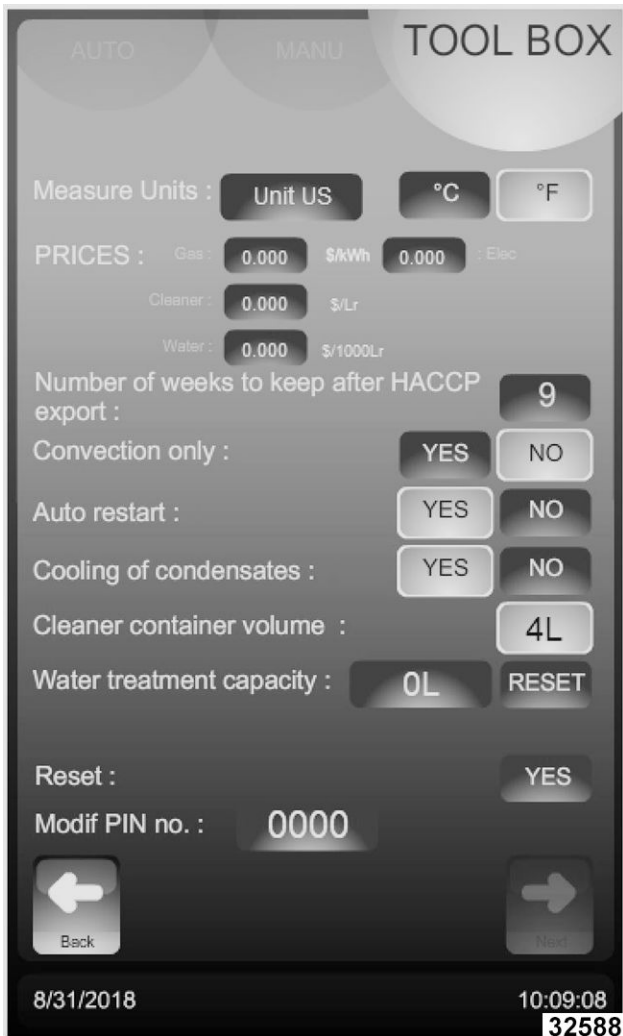 AUTO MANU TOOL BOX
Measure Units : Unit US °C °F
PRICES : Gas : 0.000 $/kWh 0.000 : Elec
Cleaner : 0.000 $/Lr
Water : 0.000 $/1000Lr
Number of weeks to keep after HACCP
export : 9
Convection only : YES NO
Auto restart : YES NO
Cooling of condensates : YES NO
Cleaner container volume : 4L
Water treatment capacity : 0L RESET
Reset : YES
Modif PIN no. : 0000
Back Next
8/31/2018 10:09:08
32588